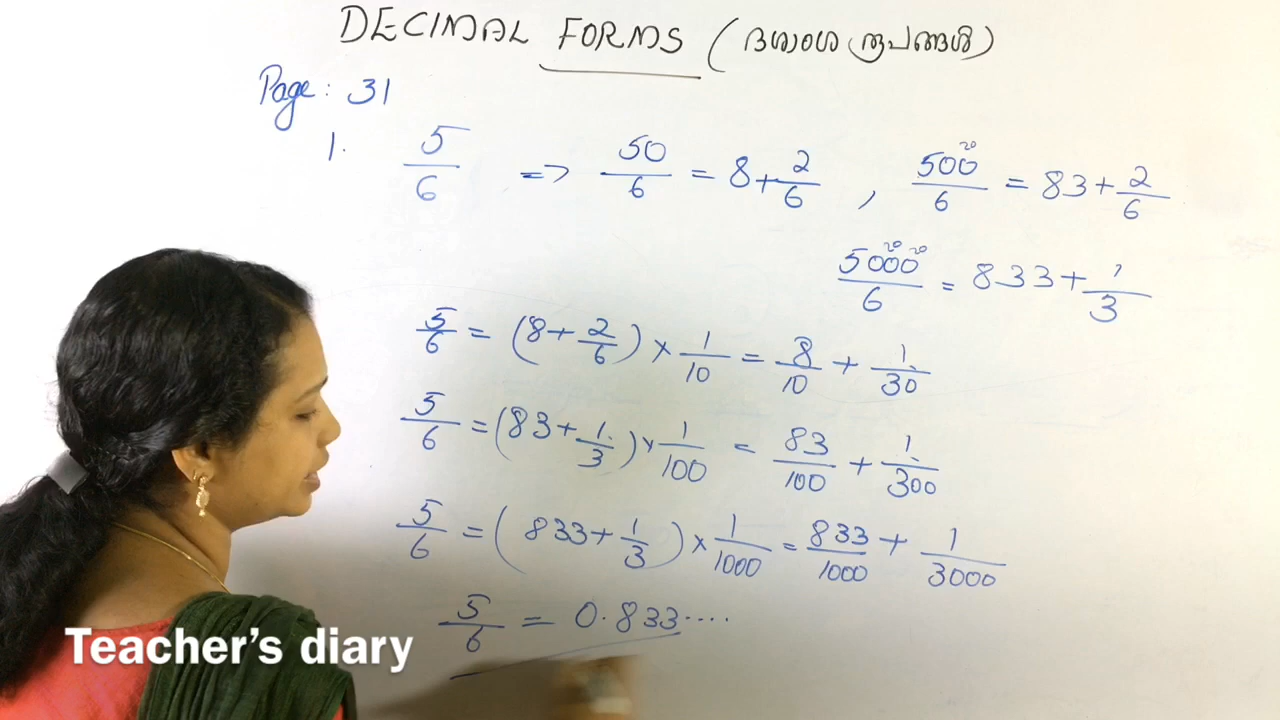 DECIMAL FORMS (ദശാംശ രൂപങ്ങൾ)
Page: 31
1. 5/6 => 50/6 = 8+2/6 , 500/6 = 83+2/6
20
5000/6 = 833+1/3
20 20
5/6 = (8+2/6) × 1/10 = 8/10 + 1/30
5/6 = (83+1/3) × 1/100 = 83/100 + 1/300
5/6 = (833+1/3) × 1/1000 = 833/1000 + 1/3000
5/6 = 0.833....
Teacher's diary